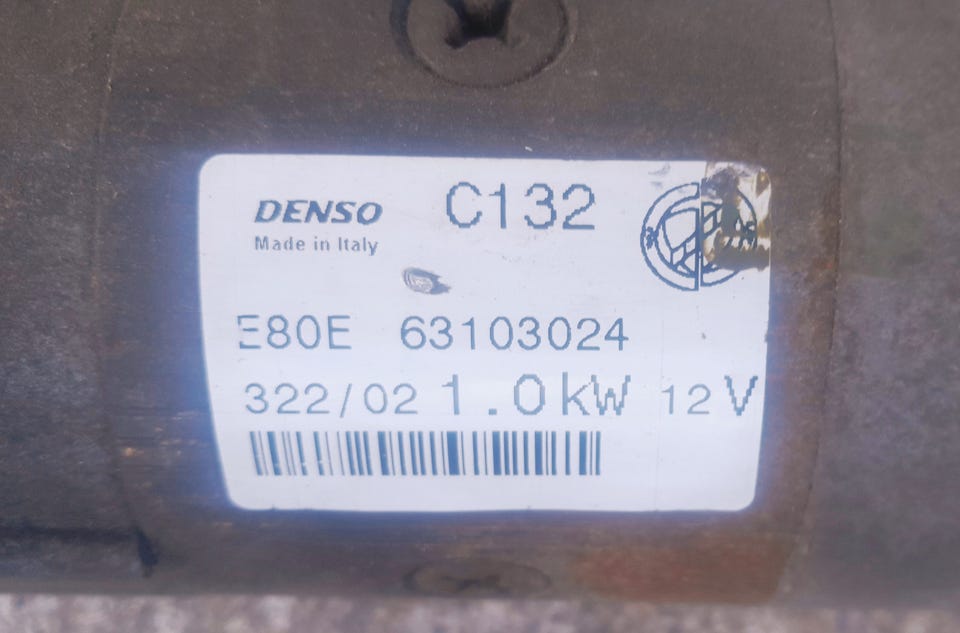 DENSO C132
Made in Italy
E80E 63103024
322/02 1.0kW 12V